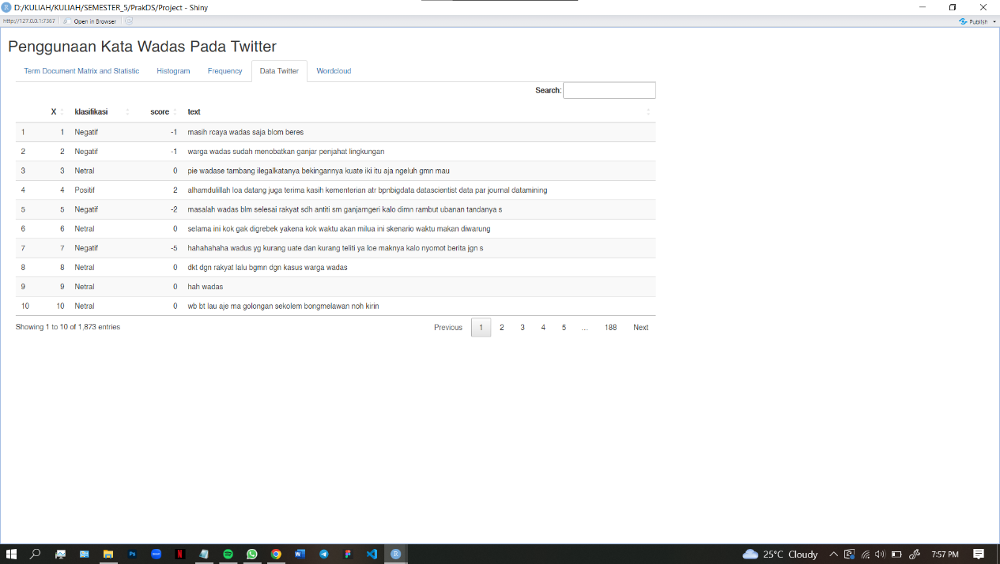 D:/KULIAH/KULIAH/SEMESTER_5/PrakDS/Project - Shiny
http://127.0.0.1:7367 Open in Browser Publish
Penggunaan Kata Wadas Pada Twitter
Term Document Matrix and Statistic Histogram Frequency Data Twitter Wordcloud
Search:
X klasifikasi score text
1 1 Negatif -1 masih rcaya wadas saja blom beres
2 2 Negatif -1 warga wadas sudah menobatkan ganjar penjahat lingkungan
3 3 Netral 0 pie wadase tambang ilegalkatanya bekingannya kuate iki itu aja ngeluh gmn mau
4 4 Positif 2 alhamdulillah loa datang juga terima kasih kementerian atr bpnbigdata datascientist data par journal datamining
5 5 Negatif -2 masalah wadas blm selesai rakyat sdh antiti sm ganjarngeri kalo dimn rambut ubanan tandanya s
6 6 Netral 0 selama ini kok gak digrebek yakena kok waktu akan milua ini skenario waktu makan diwarung
7 7 Negatif -5 hahahahaha wadus yg kurang uate dan kurang teliti ya loe maknya kalo nyomot berita jgn s
8 8 Netral 0 dkt dgn rakyat lalu bgmn dgn kasus warga wadas
9 9 Netral 0 hah wadas
10 10 Netral 0 wb bt lau aje ma golongan sekolem bongmelawan noh kirin
Showing 1 to 10 of 1,873 entries Previous 1 2 3 4 5 … 188 Next
25°C Cloudy 7:57 PM